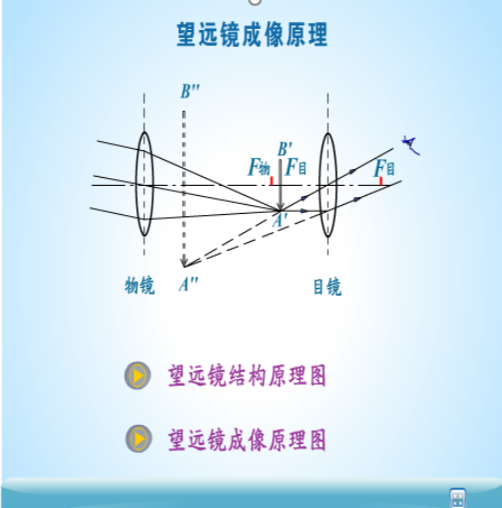 望远镜成像原理
B"
B'
F物 F目 F目
A'
物镜 A" 目镜
望远镜结构原理图
望远镜成像原理图